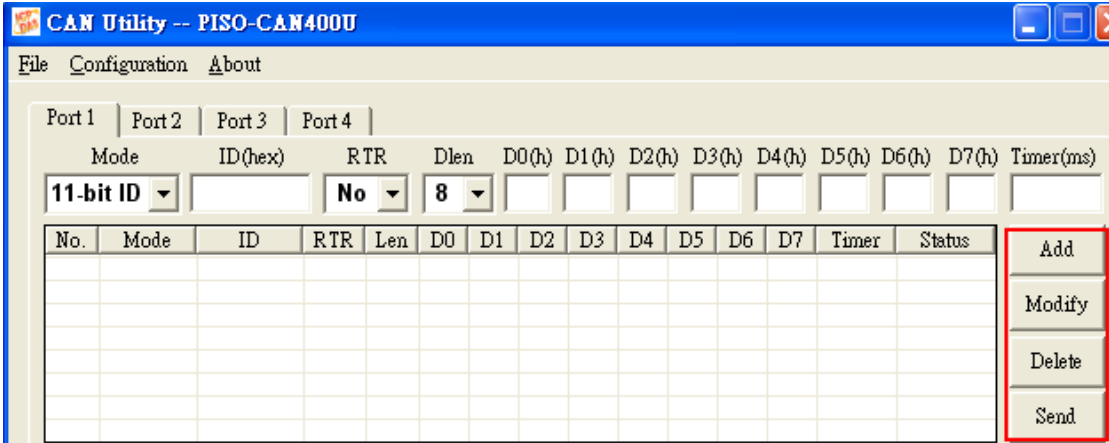 CAN Utility -- PISO-CAN400U
File Configuration About
Port 1 Port 2 Port 3 Port 4
Mode ID(hex) RTR Dlen D0(h) D1(h) D2(h) D3(h) D4(h) D5(h) D6(h) D7(h) Timer(ms)
11-bit ID No 8
No. Mode ID RTR Len D0 D1 D2 D3 D4 D5 D6 D7 Timer Status
Add
Modify
Delete
Send